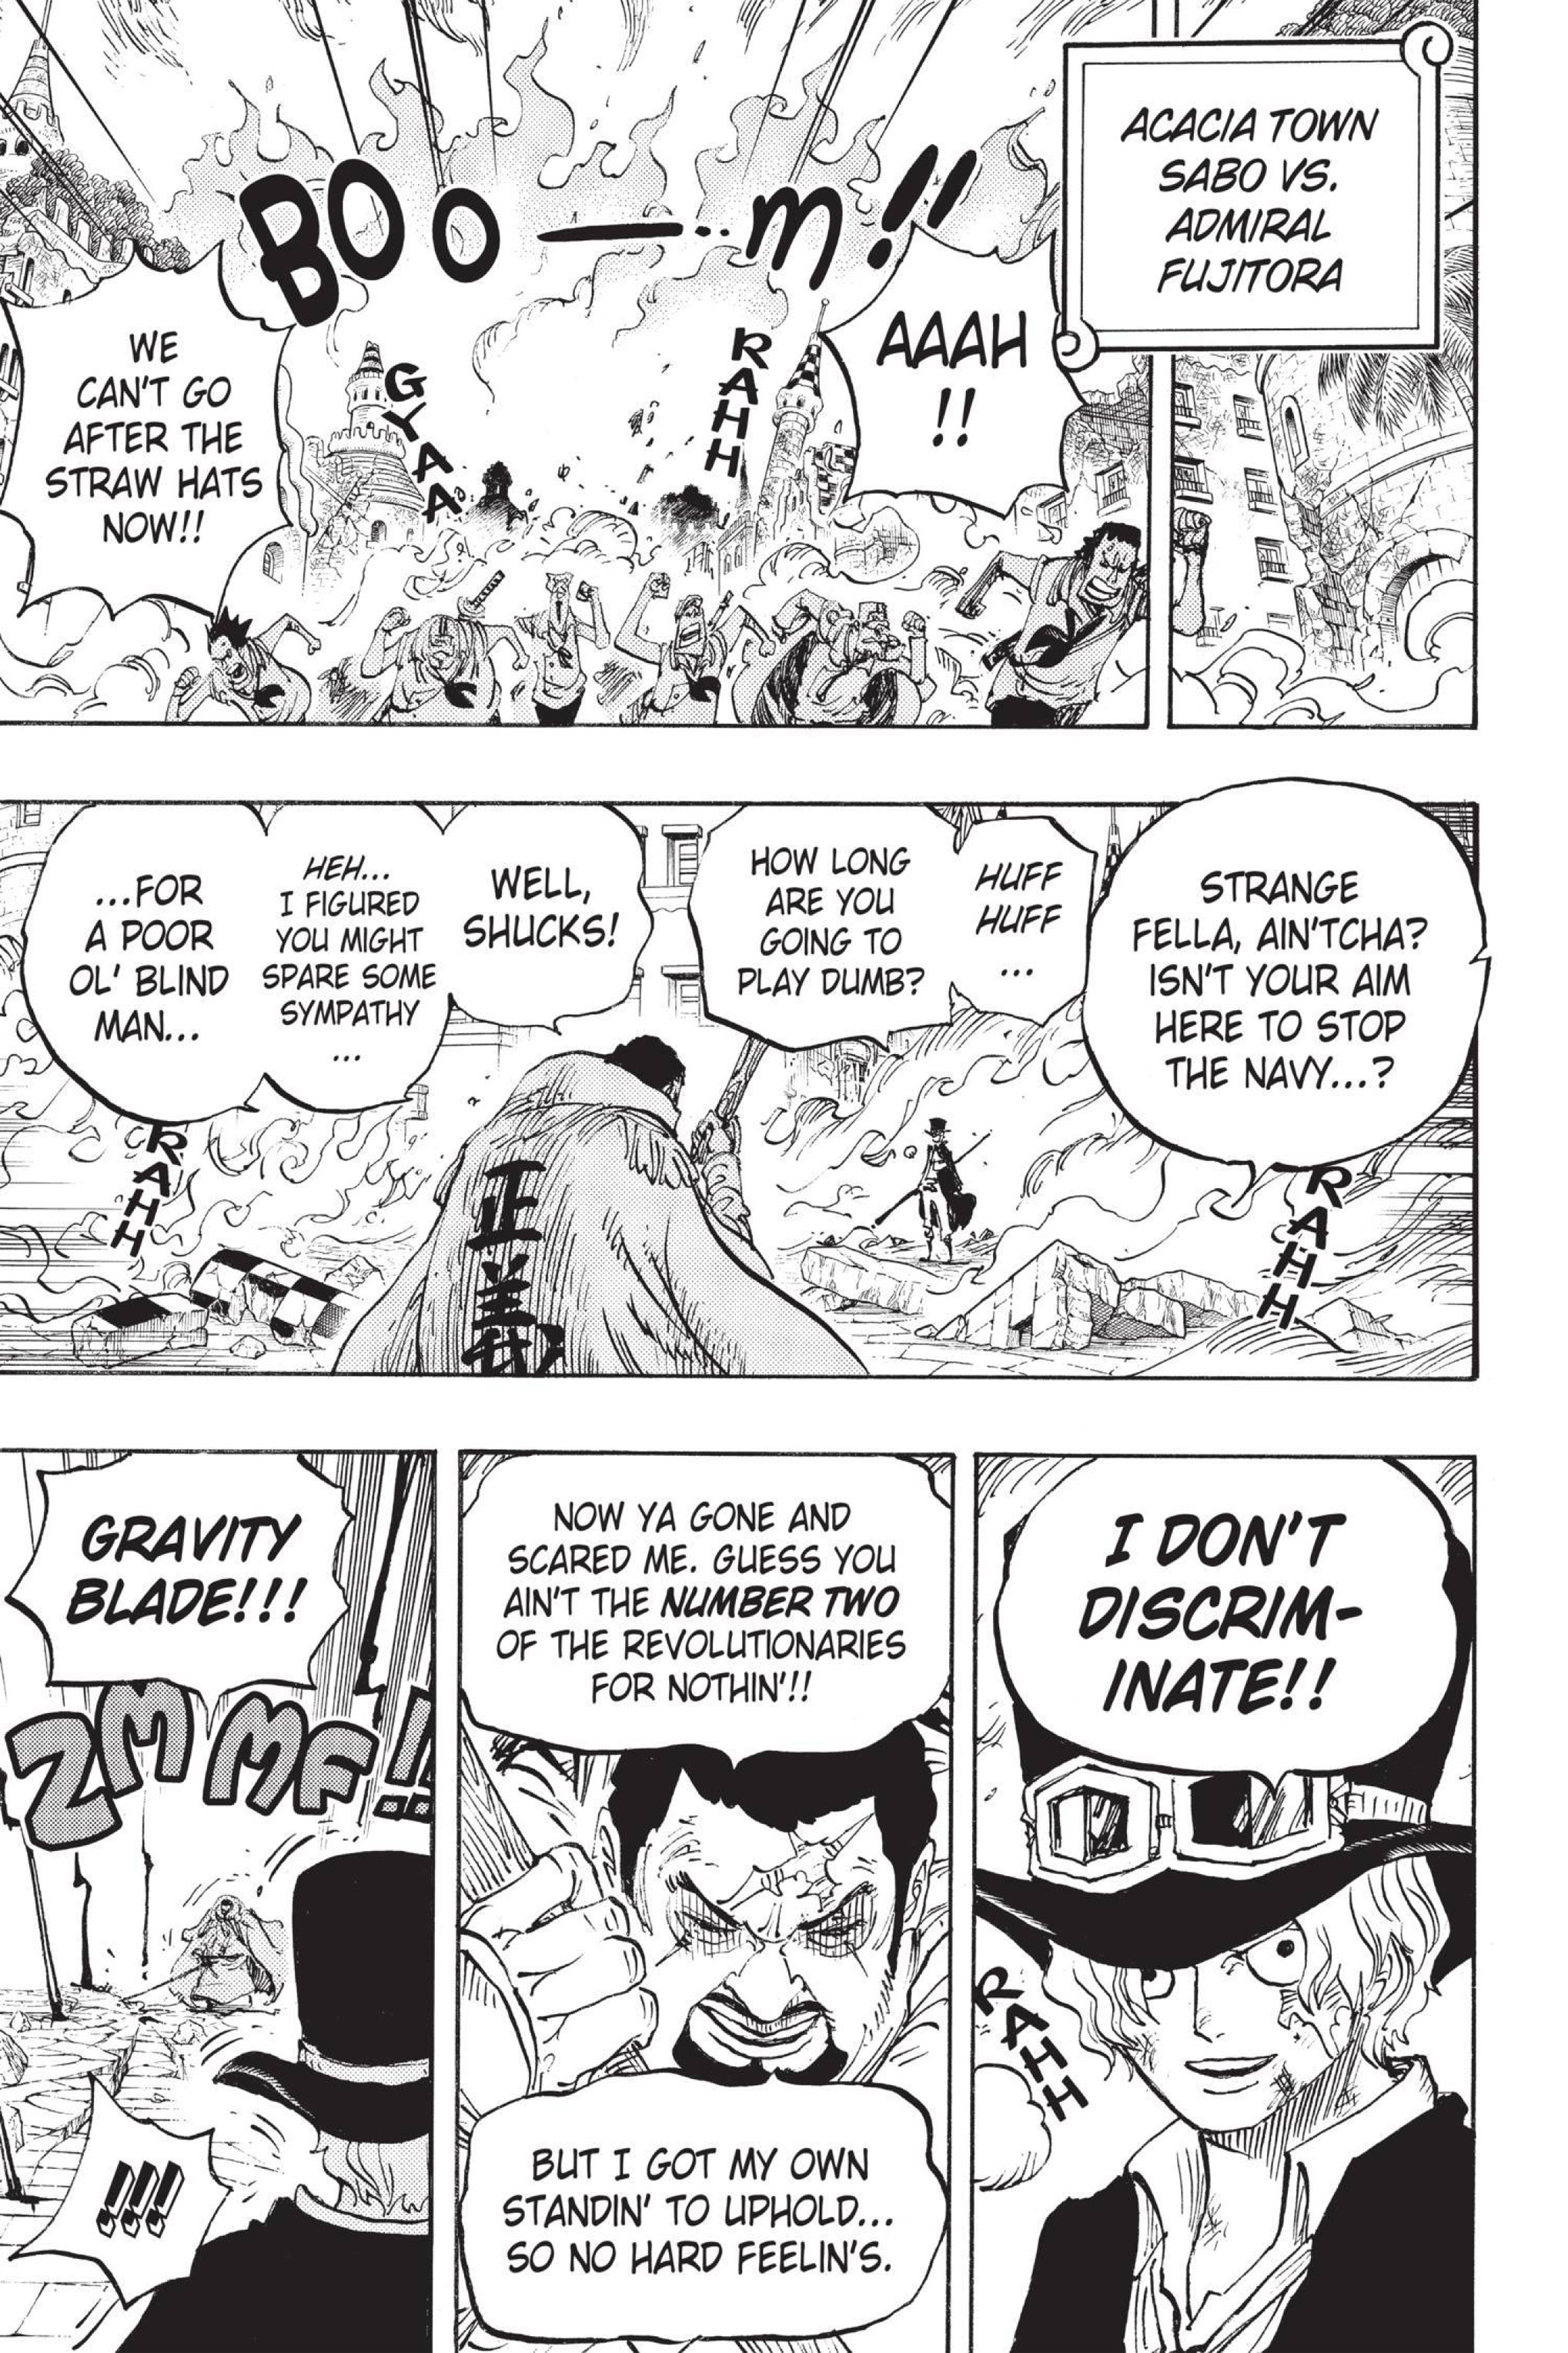 ACACIA TOWN
SABO VS.
ADMIRAL
FUJITORA
BOO—..m!!
AAAH
!!
RAHH
GYAA
WE
CAN'T GO
AFTER THE
STRAW HATS
NOW!!
STRANGE
FELLA, AIN'TCHA?
ISN'T YOUR AIM
HERE TO STOP
THE NAVY...?
RAHH
HUFF
HUFF
...
HOW LONG
ARE YOU
GOING TO
PLAY DUMB?
WELL,
SHUCKS!
HEH...
I FIGURED
YOU MIGHT
SPARE SOME
SYMPATHY
...
...FOR
A POOR
OL' BLIND
MAN...
RAHH
正義
I DON'T
DISCRIM-
INATE!!
RAHH
NOW YA GONE AND
SCARED ME. GUESS YOU
AIN'T THE NUMBER TWO
OF THE REVOLUTIONARIES
FOR NOTHIN'!!
BUT I GOT MY OWN
STANDIN' TO UPHOLD...
SO NO HARD FEELIN'S.
GRAVITY
BLADE!!!
ZMMF!!
!!!